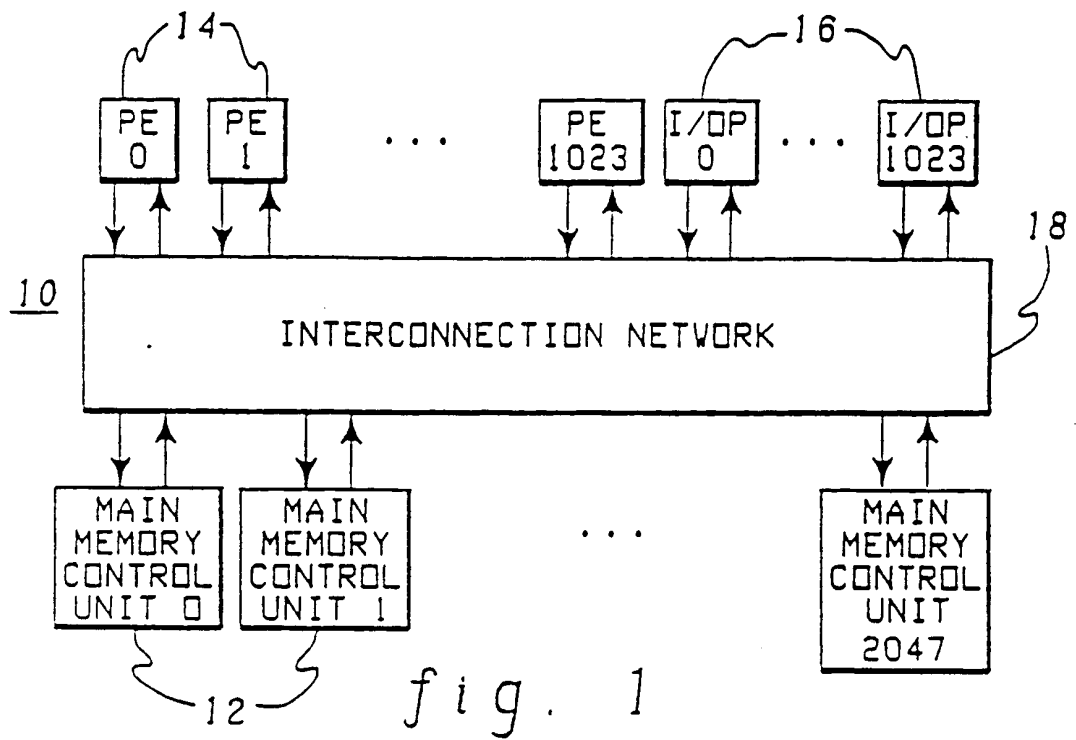 14
16
PE
0
PE
1
. . .
PE
1023
I/OP
0
. . .
I/OP
1023
18
10
INTERCONNECTION NETWORK
MAIN
MEMORY
CONTROL
UNIT 0
MAIN
MEMORY
CONTROL
UNIT 1
. . .
MAIN
MEMORY
CONTROL
UNIT
2047
12
fig. 1